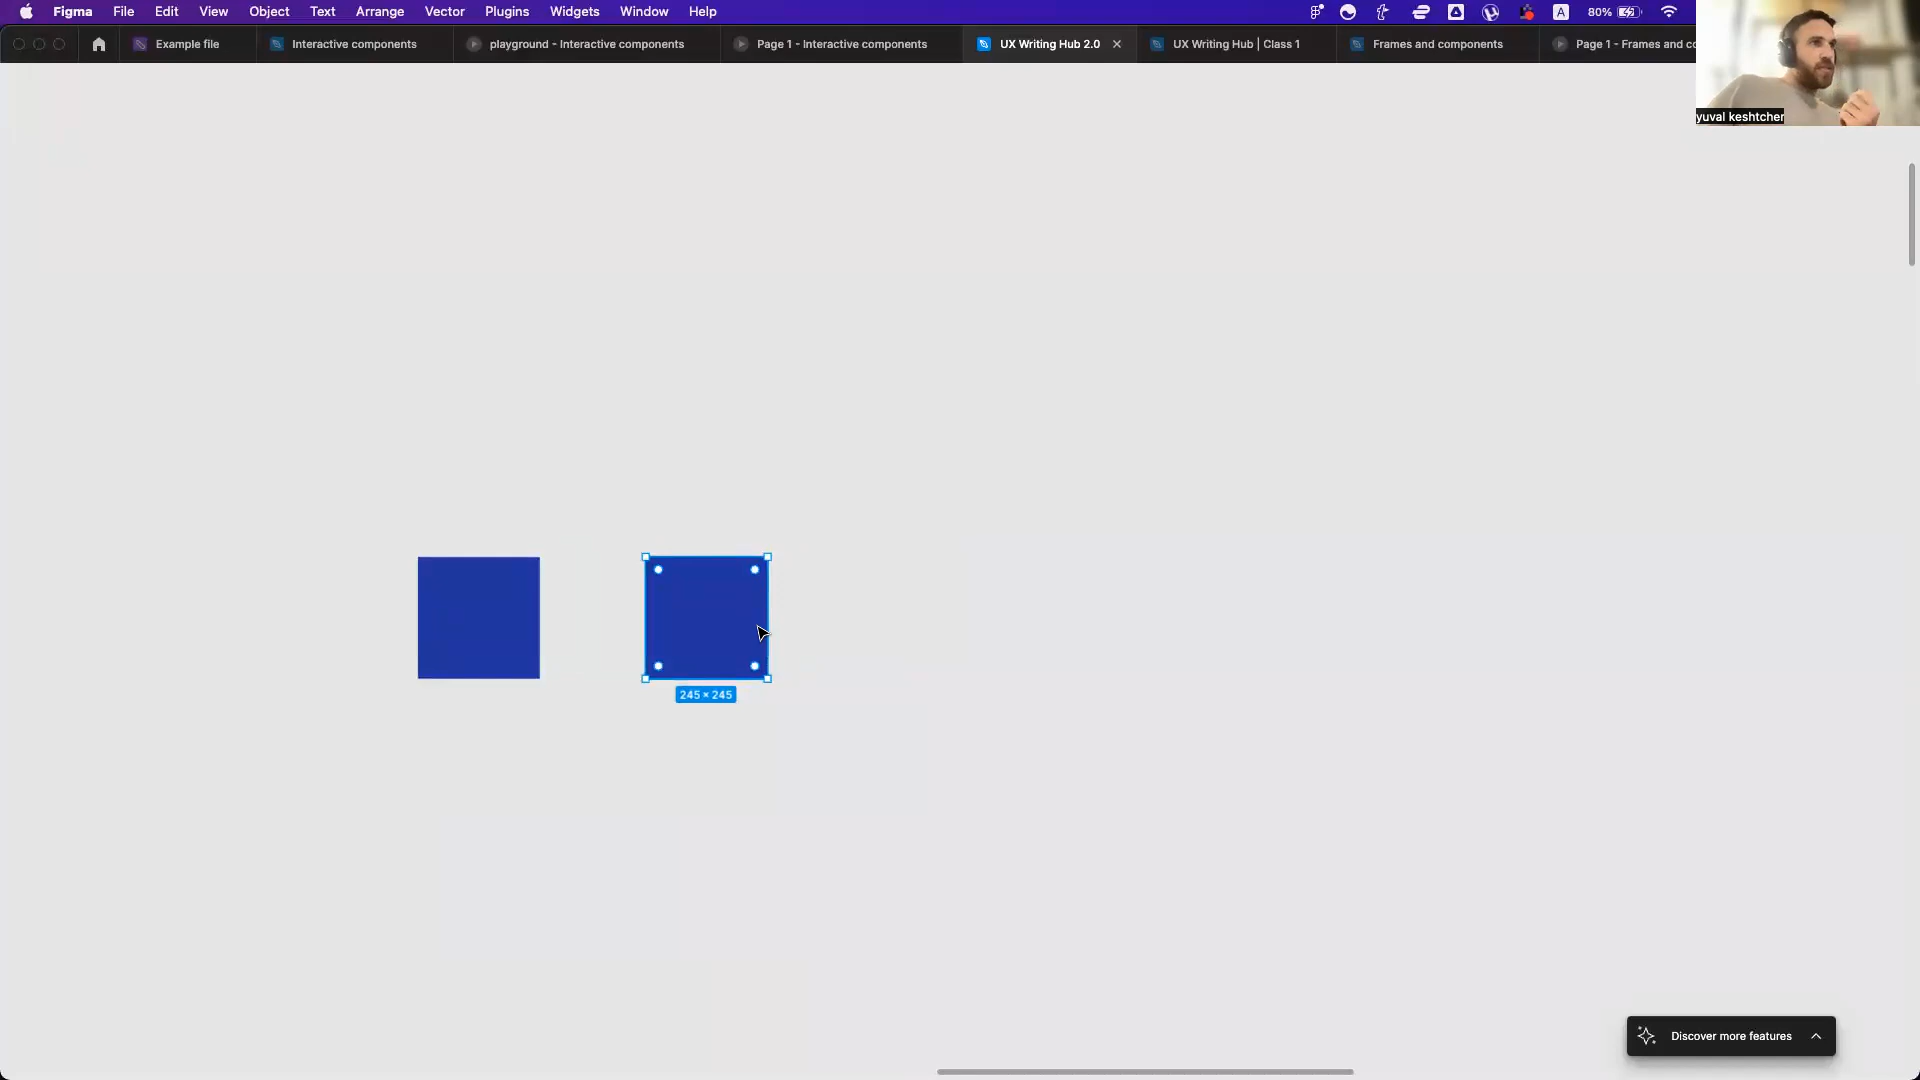 Figma File Edit View Object Text Arrange Vector Plugins Widgets Window Help A 80%
Example file Interactive components playground - Interactive components Page 1 - Interactive components UX Writing Hub 2.0 UX Writing Hub | Class 1 Frames and components Page 1 - Frames and co
yuval keshtcher
245 × 245
Discover more features